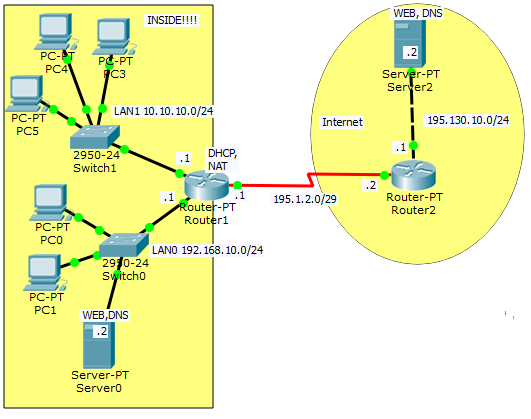 INSIDE!!!!
PC-PT
PC4
PC-PT
PC3
PC-PT
PC5
LAN1 10.10.10.0/24
2950-24
Switch1
.1
DHCP,
NAT
.1
.1
Router-PT
Router1
PC-PT
PC0
LAN0 192.168.10.0/24
2950-24
Switch0
PC-PT
PC1
WEB,DNS
.2
Server-PT
Server0
195.1.2.0/29
WEB, DNS
.2
Server-PT
Server2
Internet
195.130.10.0/24
.1
.2
Router-PT
Router2